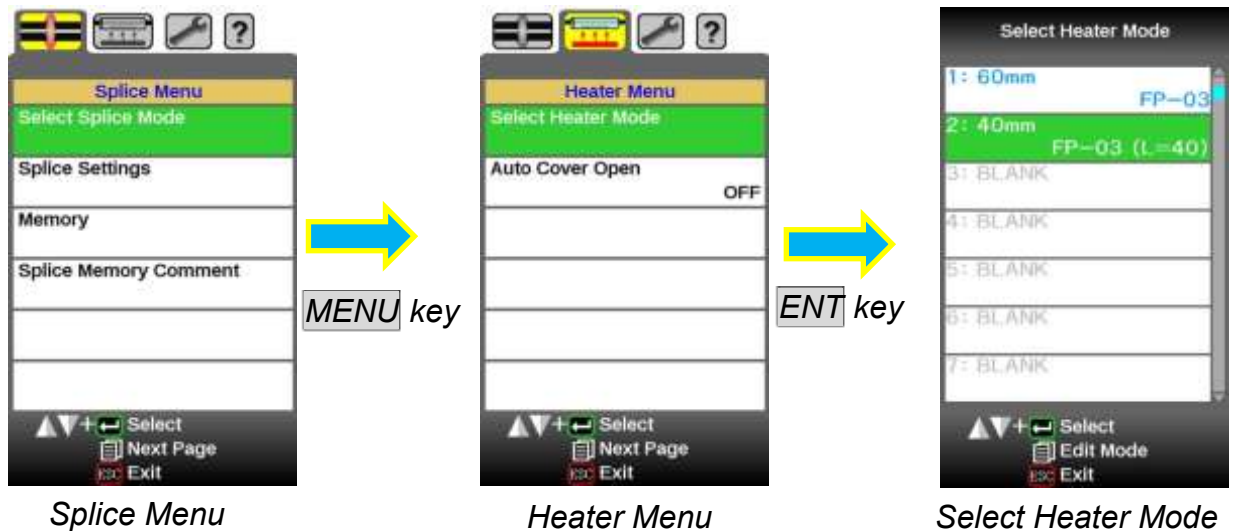 ?
Splice Menu
Select Splice Mode
Splice Settings
Memory
Splice Memory Comment
+ Select
Next Page
ESC Exit
Splice Menu
MENU key
?
Heater Menu
Select Heater Mode
Auto Cover Open
OFF
+ Select
Next Page
ESC Exit
Heater Menu
ENT key
Select Heater Mode
1: 60mm
FP-03
2: 40mm
FP-03 (L=40)
3: BLANK
4: BLANK
5: BLANK
6: BLANK
7: BLANK
+ Select
Edit Mode
ESC Exit
Select Heater Mode